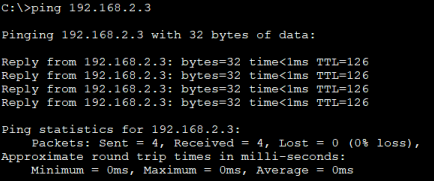 C:\>ping 192.168.2.3
Pinging 192.168.2.3 with 32 bytes of data:
Reply from 192.168.2.3: bytes=32 time<1ms TTL=126
Reply from 192.168.2.3: bytes=32 time<1ms TTL=126
Reply from 192.168.2.3: bytes=32 time<1ms TTL=126
Reply from 192.168.2.3: bytes=32 time<1ms TTL=126
Ping statistics for 192.168.2.3:
    Packets: Sent = 4, Received = 4, Lost = 0 (0% loss),
Approximate round trip times in milli-seconds:
    Minimum = 0ms, Maximum = 0ms, Average = 0ms